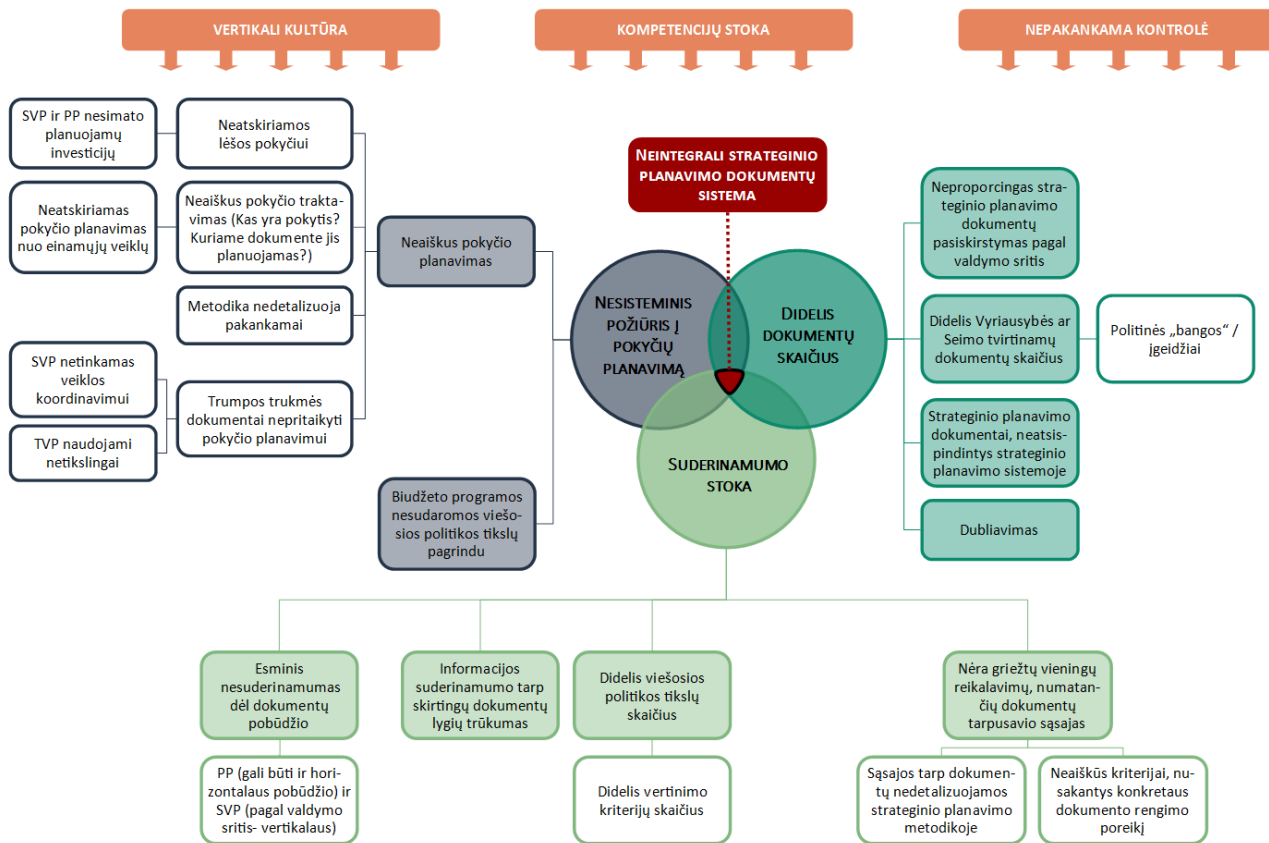 VERTIKALI KULTŪRA
KOMPETENCIJŲ STOKA
NEPAKANKAMA KONTROLĖ
SVP ir PP nesimato
planuojamų
investicijų
Neatskiriamos
lėšos pokyčiui
Neatskiriamas
pokyčio planavimas
nuo einamųjų veiklų
Neaiškus pokyčio trakta-
vimas (Kas yra pokytis?
Kuriame dokumente jis
planuojamas?)
Metodika nedetalizuoja
pakankamai
SVP netinkamas
veiklos
koordinavimui
TVP naudojami
netikslingai
Trumpos trukmės
dokumentai nepritaikyti
pokyčio planavimui
Neaiškus pokyčio
planavimas
Biudžeto programos
nesudaromos viešo-
sios politikos tikslų
pagrindu
NEINTEGRALI STRATEGINIO
PLANAVIMO DOKUMENTŲ
SISTEMA
NESISTEMINIS
POŽIŪRIS Į
POKYČIŲ
PLANAVIMĄ
DIDELIS
DOKUMENTŲ
SKAIČIUS
SUDERINAMUMO
STOKA
Neproporcingas stra-
teginio planavimo
dokumentų
pasiskirstymas pagal
valdymo sritis
Didelis Vyriausybės ar
Seimo tvirtinamų
dokumentų skaičius
Politinės „bangos“ /
įgeidžiai
Strateginio planavimo
dokumentai, neatsis-
pindintys strateginio
planavimo sistemoje
Dubliavimas
Esminis
nesuderinamumas
dėl dokumentų
pobūdžio
Informacijos
suderinamumo tarp
skirtingų dokumentų
lygių trūkumas
Didelis viešosios
politikos tikslų
skaičius
Nėra griežtų vieningų
reikalavimų, numatan-
čių dokumentų
tarpusavio sąsajas
PP (gali būti ir hori-
zontalaus pobūdžio) ir
SVP (pagal valdymo
sritis- vertikalaus)
Didelis vertinimo
kriterijų skaičius
Sąsajos tarp dokumen-
tų nedetalizuojamos
strateginio planavimo
metodikoje
Neaiškūs kriterijai, nu-
sakantys konkretaus
dokumento rengimo
poreikį